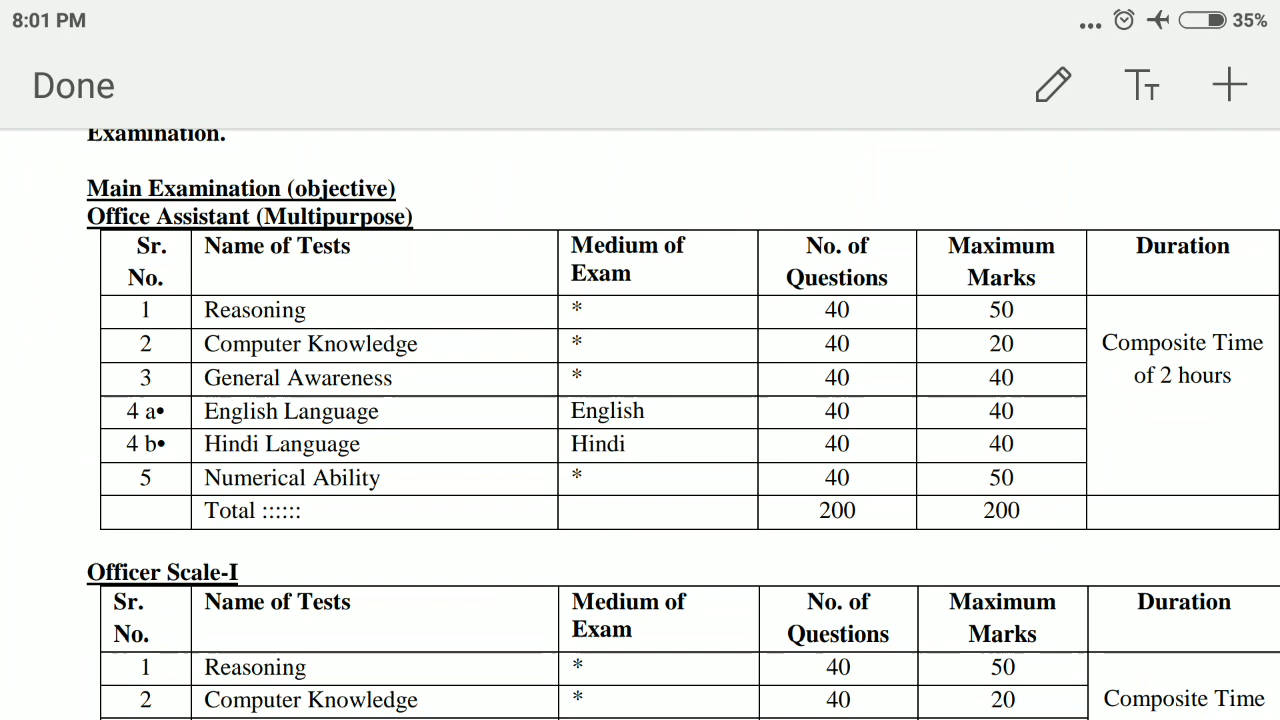 8:01 PM
... 35%
Done
Examination.
Main Examination (objective)
Office Assistant (Multipurpose)
Sr. No. Name of Tests Medium of Exam No. of Questions Maximum Marks Duration
1 Reasoning * 40 50 Composite Time of 2 hours
2 Computer Knowledge * 40 20
3 General Awareness * 40 40
4 a• English Language English 40 40
4 b• Hindi Language Hindi 40 40
5 Numerical Ability * 40 50
Total :::::: 200 200
Officer Scale-I
Sr. No. Name of Tests Medium of Exam No. of Questions Maximum Marks Duration
1 Reasoning * 40 50
2 Computer Knowledge * 40 20 Composite Time